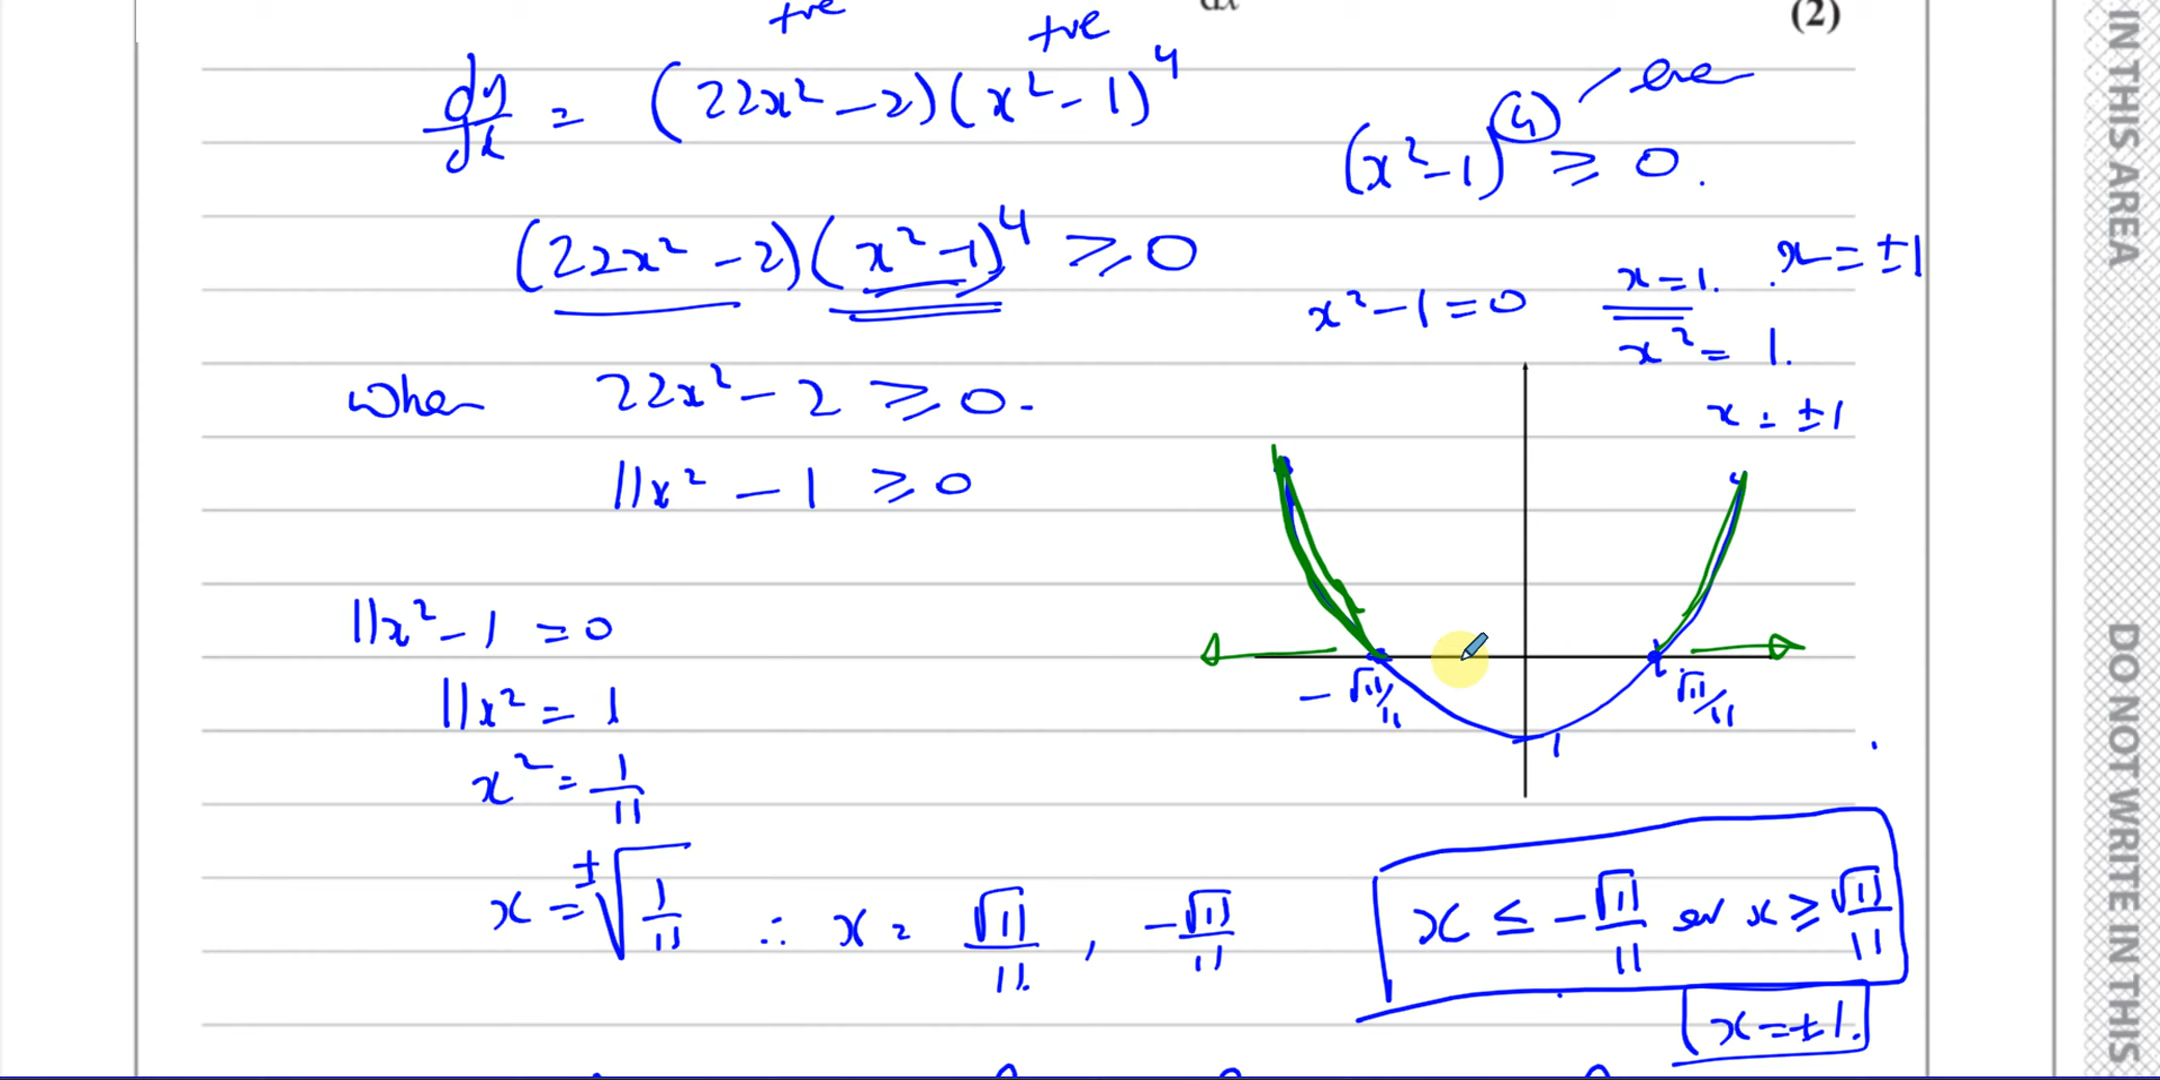 +ve +ve (2)
dy/dx = (22x² - 2)(x² - 1)⁴
(x² - 1)⁴ ≥ 0.
(22x² - 2)(x² - 1)⁴ ≥ 0
x² - 1 = 0 x = 1. x = ±1
x² = 1.
x = ±1
when 22x² - 2 ≥ 0.
11x² - 1 ≥ 0
11x² - 1 = 0
11x² = 1
x² = 1/11
x = ±√(1/11) ∴ x = √11/11, -√11/11
-√11/11 √11/11
1
x ≤ -√11/11 or x ≥ √11/11
x = ±1.
IN THIS AREA
DO NOT WRITE IN THIS